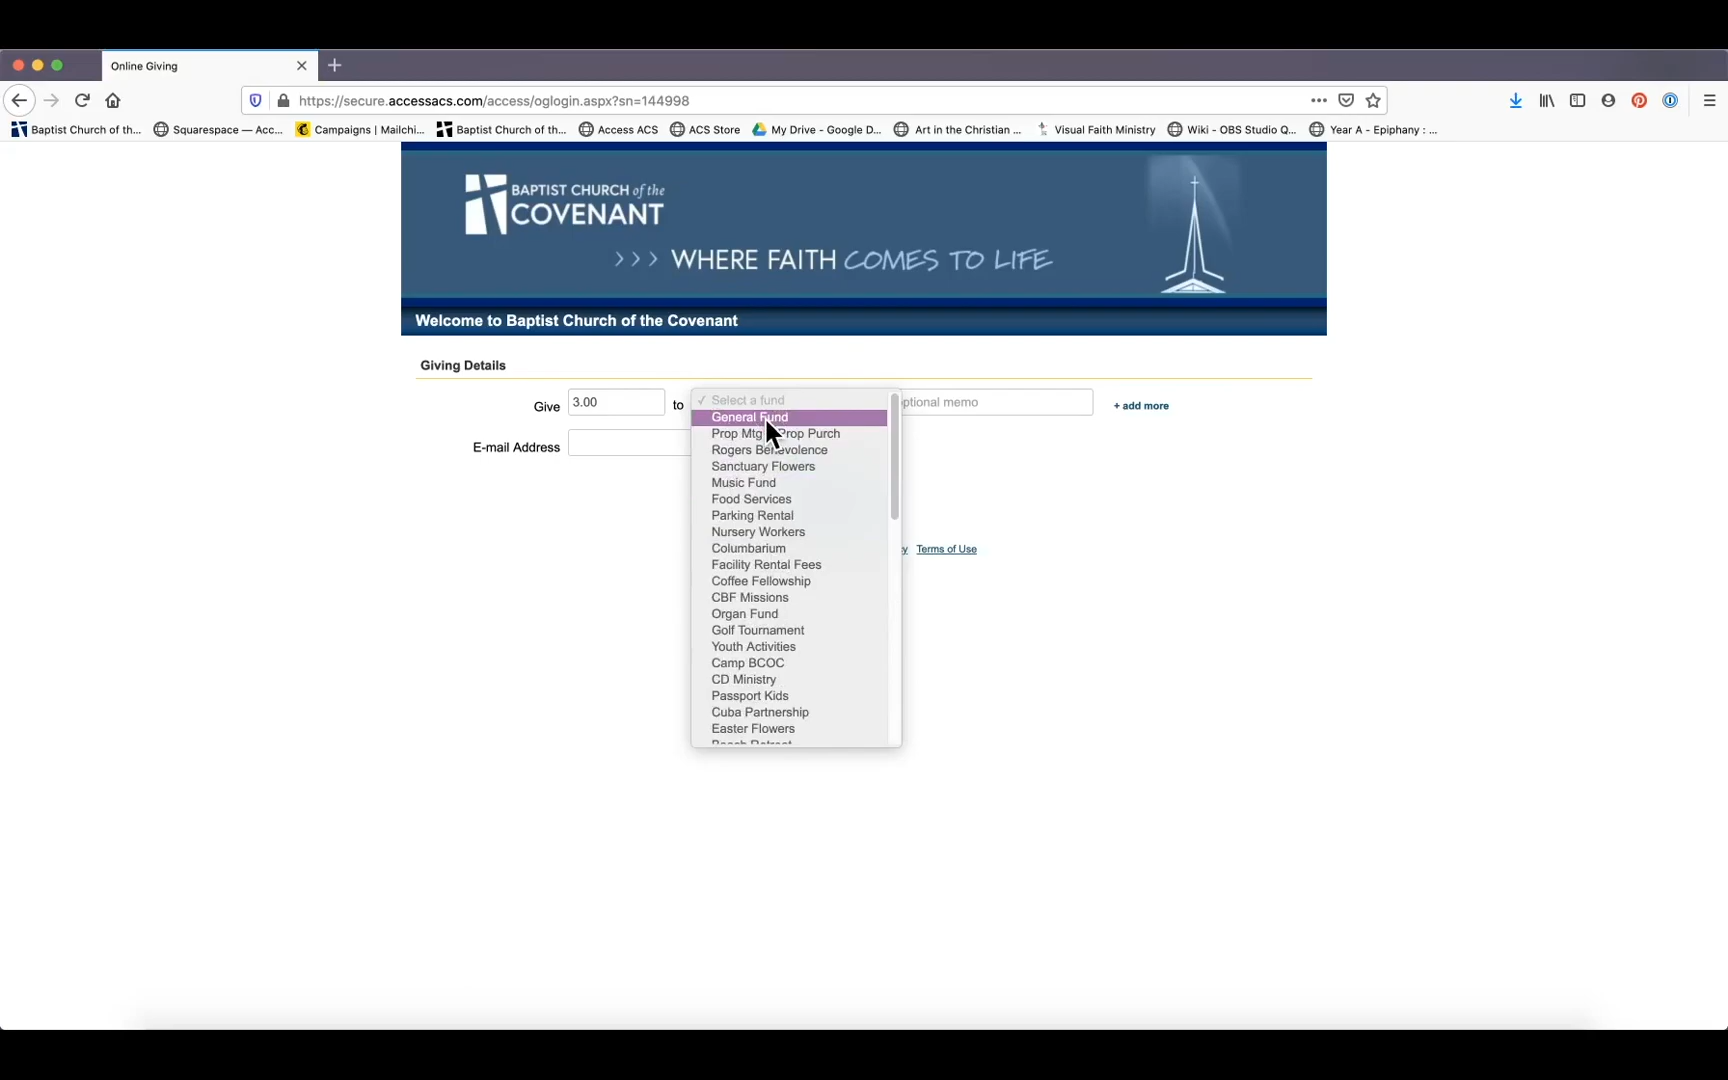 Online Giving
https://secure.accessacs.com/access/oglogin.aspx?sn=144998
Baptist Church of th... Squarespace — Acc... Campaigns | Mailchi... Baptist Church of th... Access ACS ACS Store My Drive - Google D... Art in the Christian ... Visual Faith Ministry Wiki - OBS Studio Q... Year A - Epiphany : ...
BAPTIST CHURCH of the
COVENANT
>>> WHERE FAITH COMES TO LIFE
Welcome to Baptist Church of the Covenant
Giving Details
Give 3.00 to ✓ Select a fund optional memo + add more
General Fund
E-mail Address
Prop Mtg Prop Purch
Rogers Benevolence
Sanctuary Flowers
Music Fund
Food Services
Parking Rental
Nursery Workers
Columbarium
Terms of Use
Facility Rental Fees
Coffee Fellowship
CBF Missions
Organ Fund
Golf Tournament
Youth Activities
Camp BCOC
CD Ministry
Passport Kids
Cuba Partnership
Easter Flowers